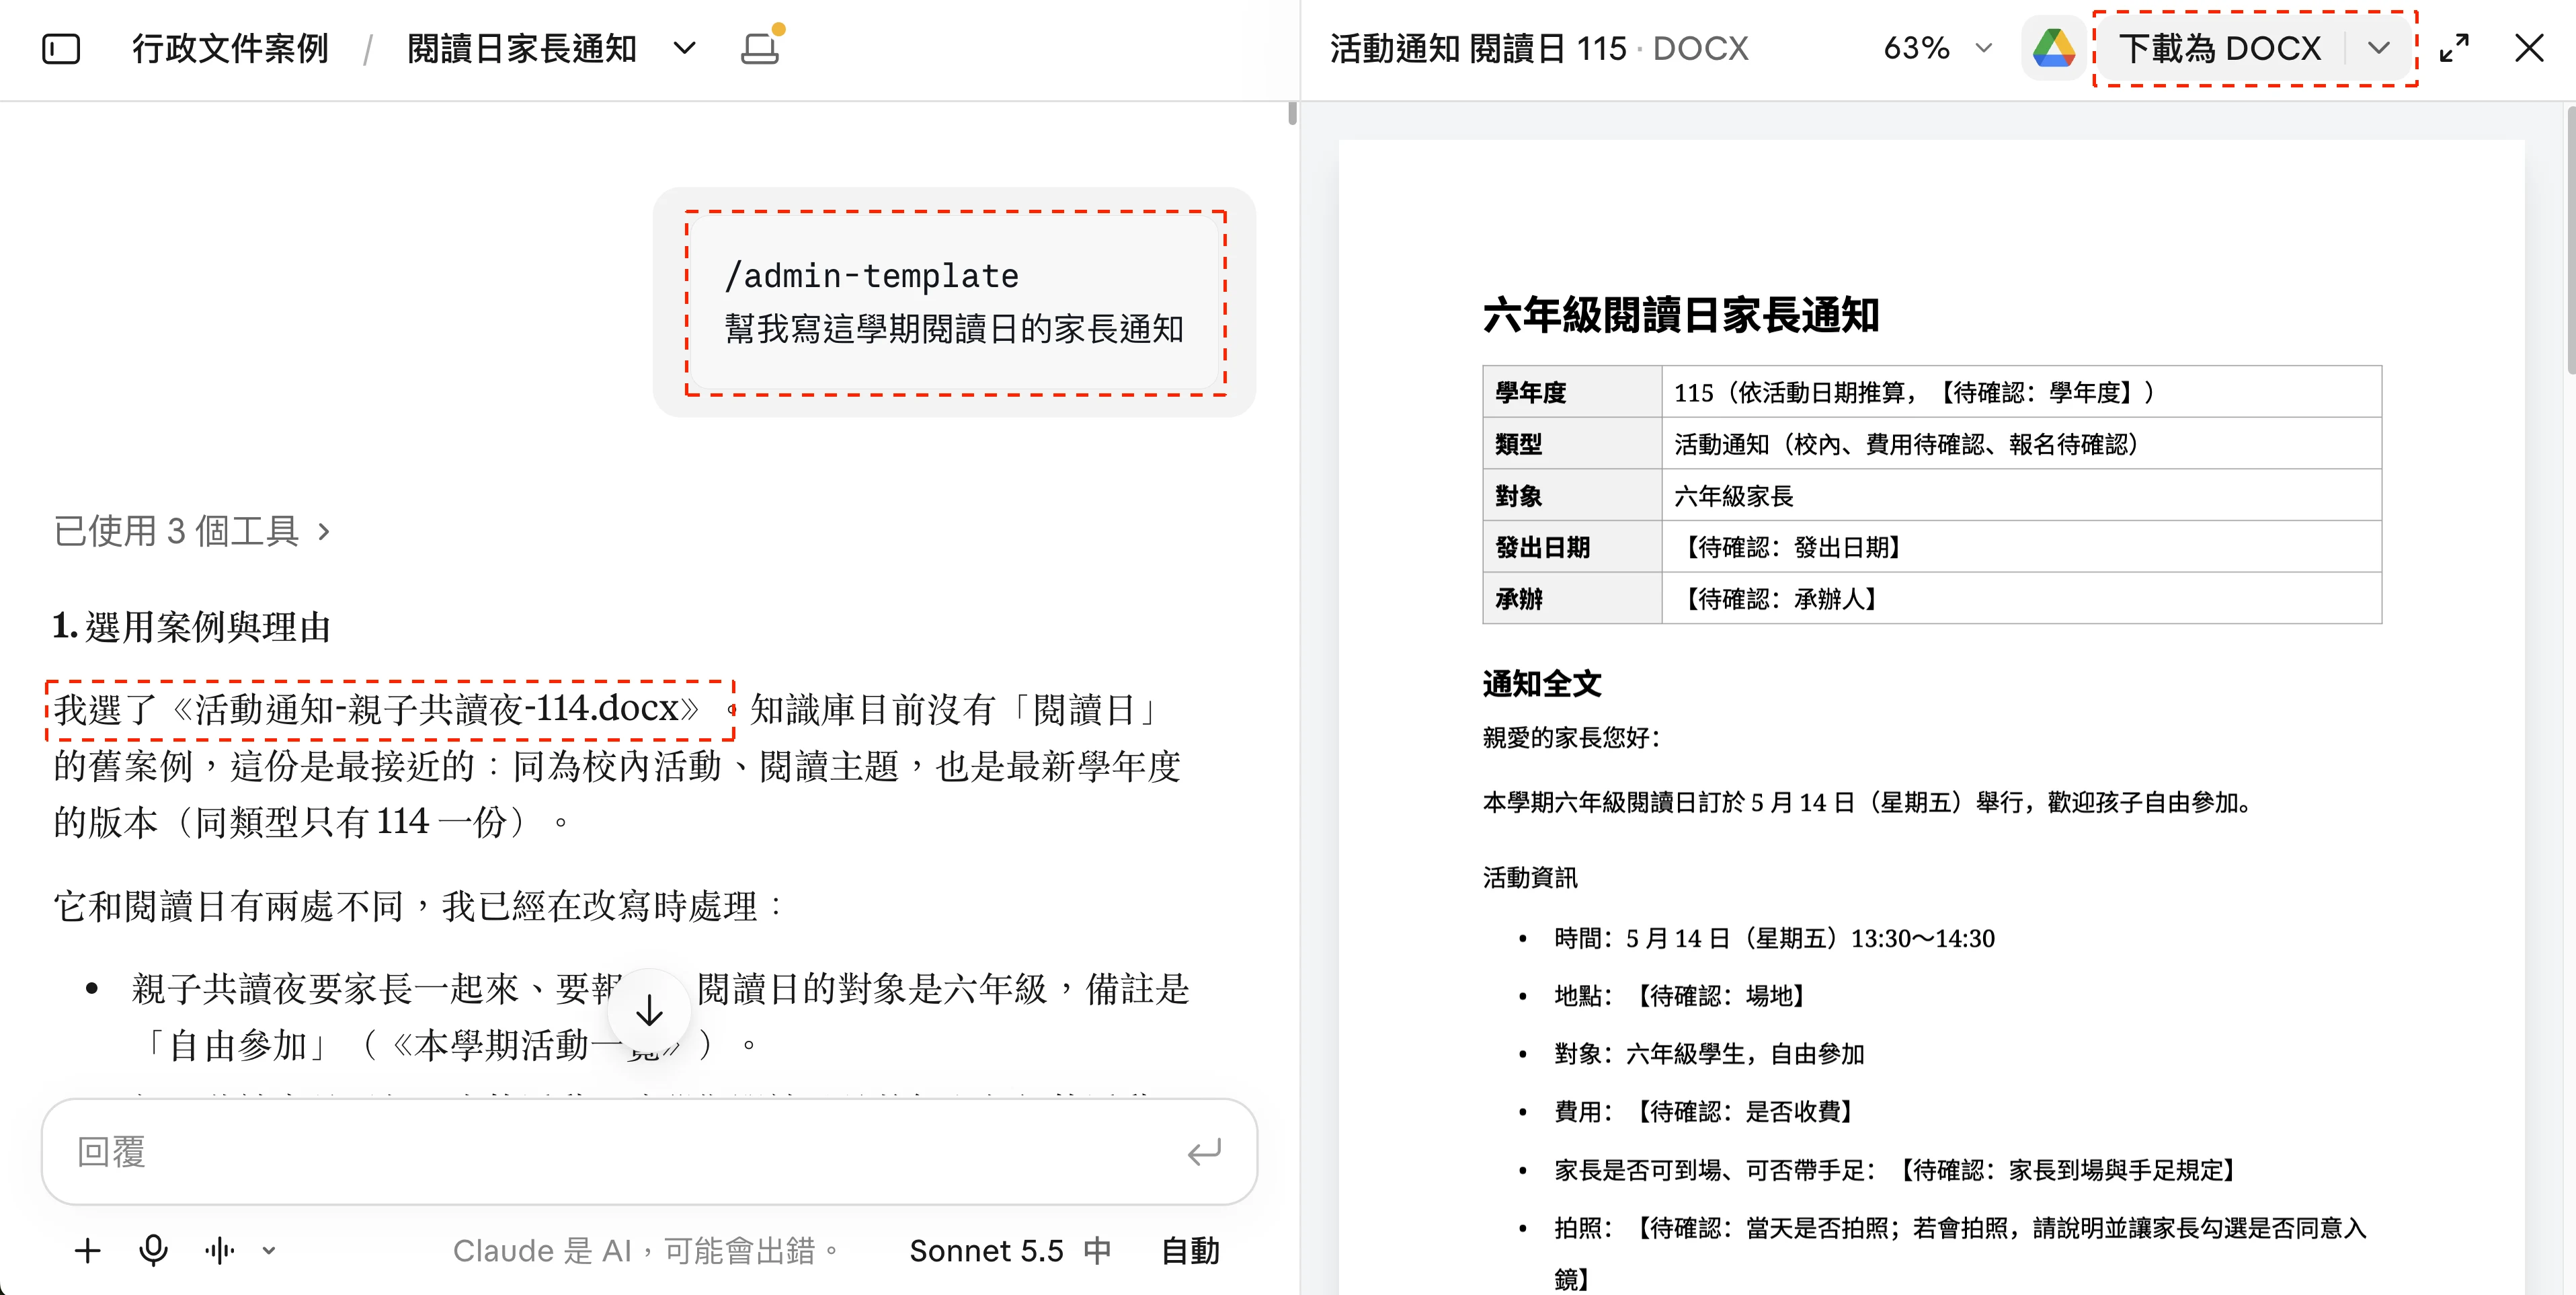 行政文件案例 / 閱讀日家長通知
活動通知 閱讀日 115 · DOCX
63%
下載為 DOCX
/admin-template
幫我寫這學期閱讀日的家長通知
已使用 3 個工具
1. 選用案例與理由
我選了《活動通知-親子共讀夜-114.docx》。知識庫目前沒有「閱讀日」
的舊案例，這份是最接近的：同為校內活動、閱讀主題，也是最新學年度
的版本（同類型只有 114 一份）。
它和閱讀日有兩處不同，我已經在改寫時處理：
• 親子共讀夜要家長一起來、要報 閱讀日的對象是六年級，備註是
「自由參加」（《本學期活動一覽》）。
回覆
Claude 是 AI，可能會出錯。
Sonnet 5.5 中
自動
六年級閱讀日家長通知
學年度 115（依活動日期推算，【待確認：學年度】）
類型 活動通知（校內、費用待確認、報名待確認）
對象 六年級家長
發出日期 【待確認：發出日期】
承辦 【待確認：承辦人】
通知全文
親愛的家長您好：
本學期六年級閱讀日訂於 5 月 14 日（星期五）舉行，歡迎孩子自由參加。
活動資訊
• 時間：5 月 14 日（星期五）13:30～14:30
• 地點：【待確認：場地】
• 對象：六年級學生，自由參加
• 費用：【待確認：是否收費】
• 家長是否可到場、可否帶手足：【待確認：家長到場與手足規定】
• 拍照：【待確認：當天是否拍照；若會拍照，請說明並讓家長勾選是否同意入
鏡】